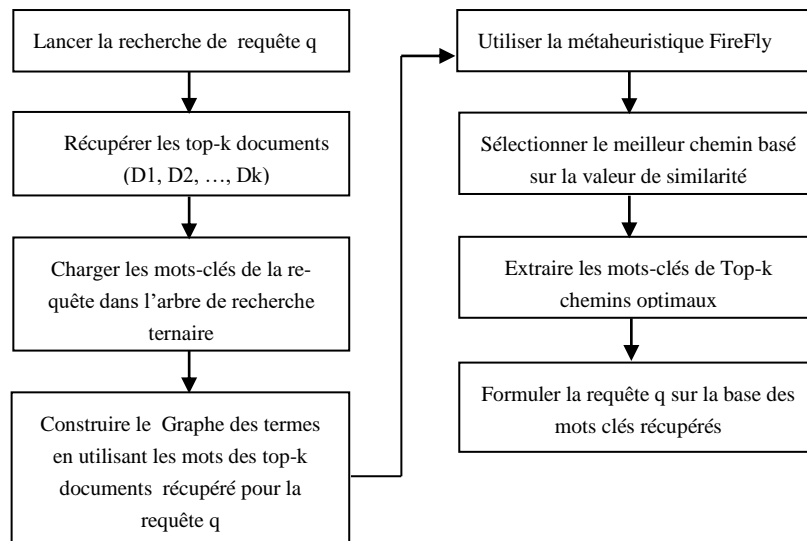 Lancer la recherche de requête q
Récupérer les top-k documents
(D1, D2, …, Dk)
Charger les mots-clés de la re-
quête dans l’arbre de recherche
ternaire
Construire le Graphe des termes
en utilisant les mots des top-k
documents récupéré pour la
requête q
Utiliser la métaheuristique FireFly
Sélectionner le meilleur chemin basé
sur la valeur de similarité
Extraire les mots-clés de Top-k
chemins optimaux
Formuler la requête q sur la base des
mots clés récupérés